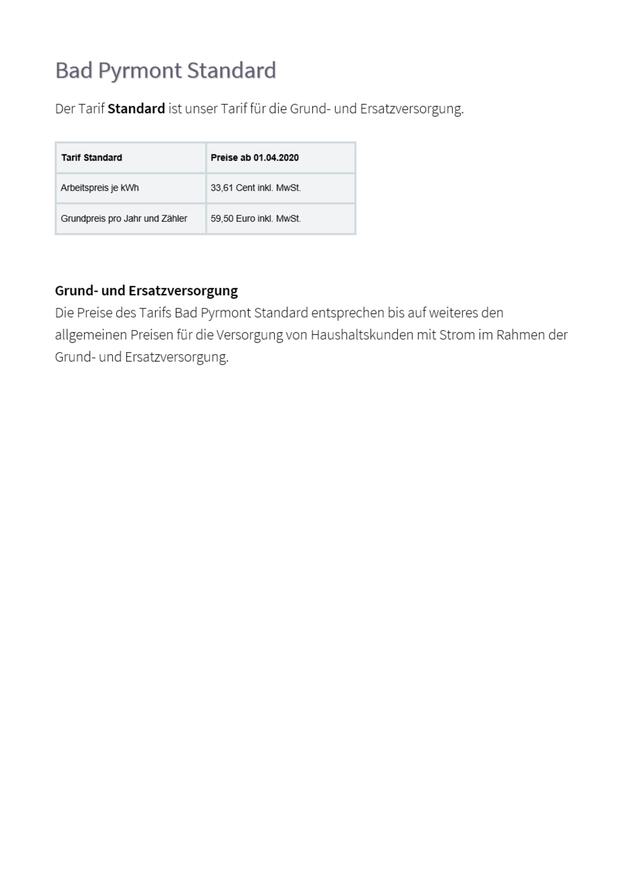 Bad Pyrmont Standard
Der Tarif Standard ist unser Tarif für die Grund- und Ersatzversorgung.
Tarif Standard Preise ab 01.04.2020
Arbeitspreis je kWh 33,61 Cent inkl. MwSt.
Grundpreis pro Jahr und Zähler 59,50 Euro inkl. MwSt.
Grund- und Ersatzversorgung
Die Preise des Tarifs Bad Pyrmont Standard entsprechen bis auf weiteres den
allgemeinen Preisen für die Versorgung von Haushaltskunden mit Strom im Rahmen der
Grund- und Ersatzversorgung.